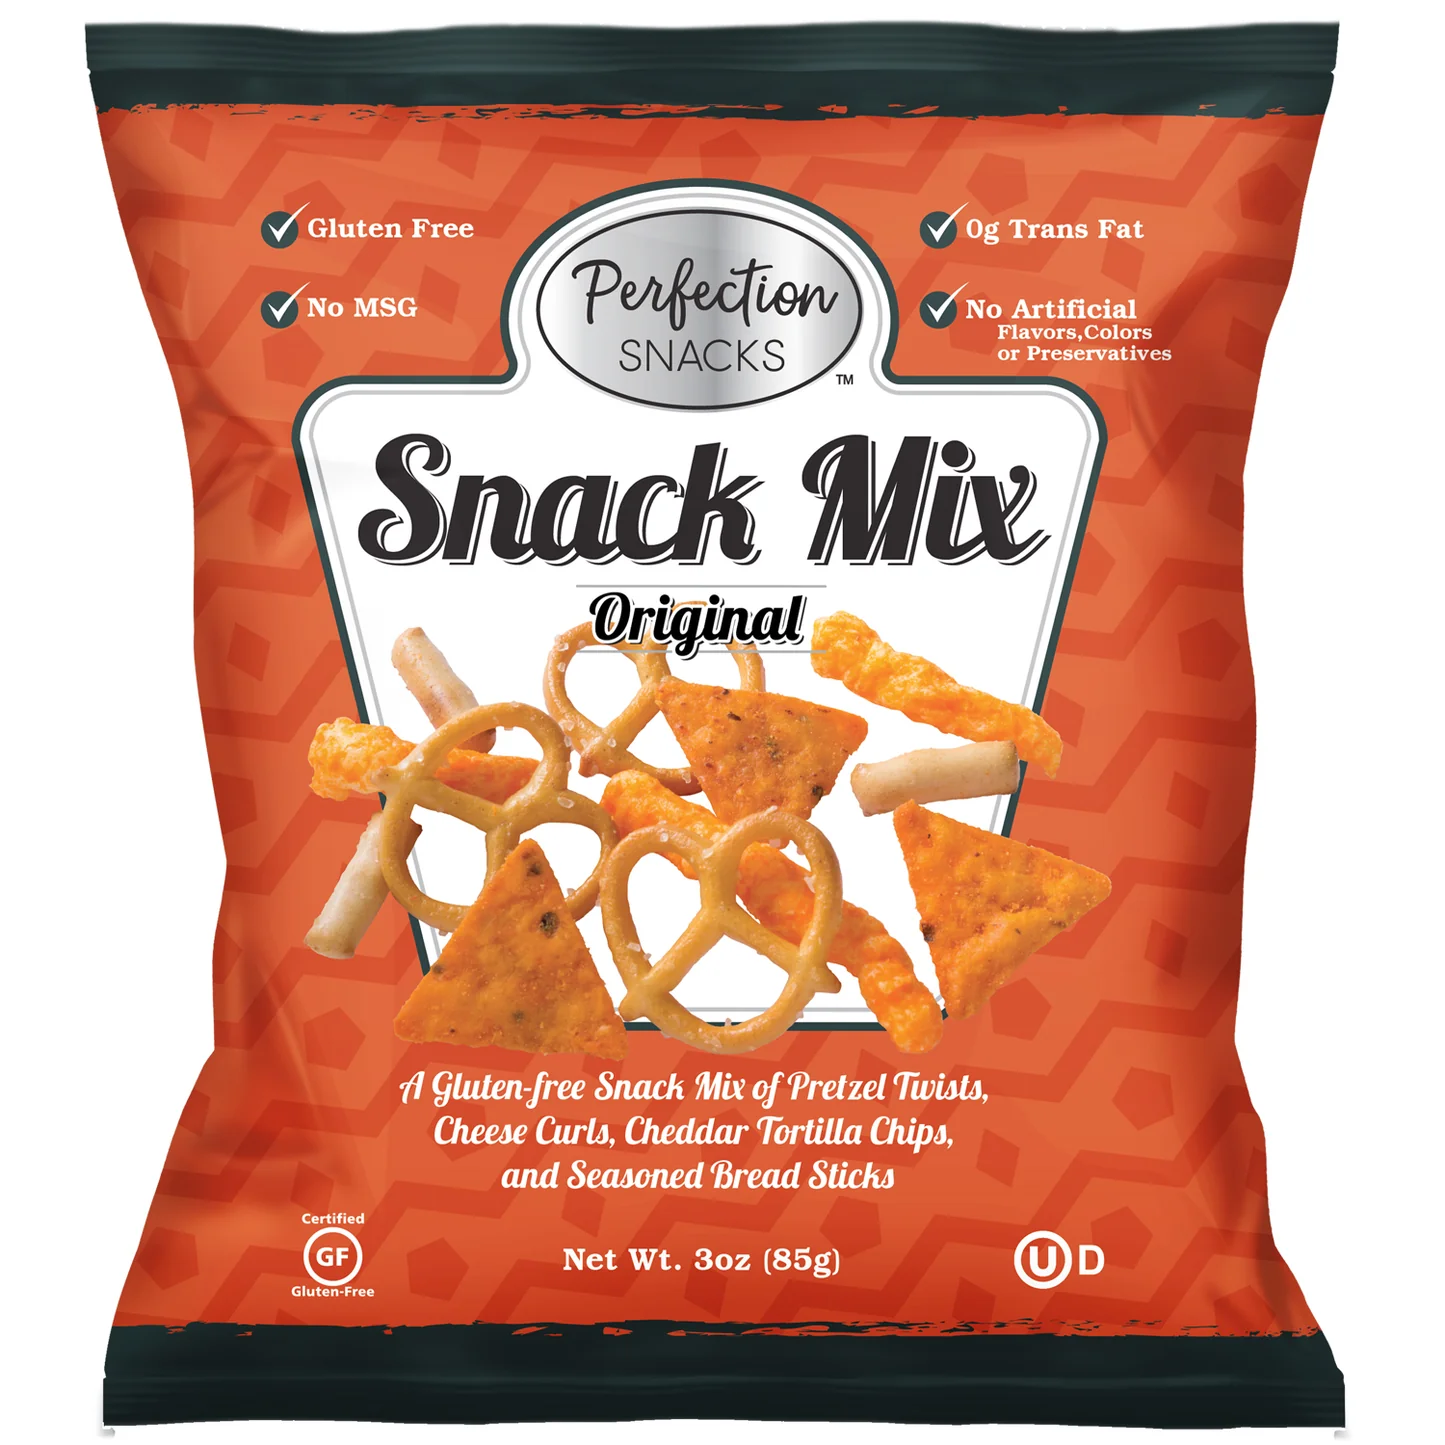 Gluten Free
No MSG
Perfection
SNACKS
TM
0g Trans Fat
No Artificial
Flavors,Colors
or Preservatives
Snack Mix
Original
A Gluten-free Snack Mix of Pretzel Twists,
Cheese Curls, Cheddar Tortilla Chips,
and Seasoned Bread Sticks
Certified
GF
Gluten-Free
Net Wt. 3oz (85g)
U D